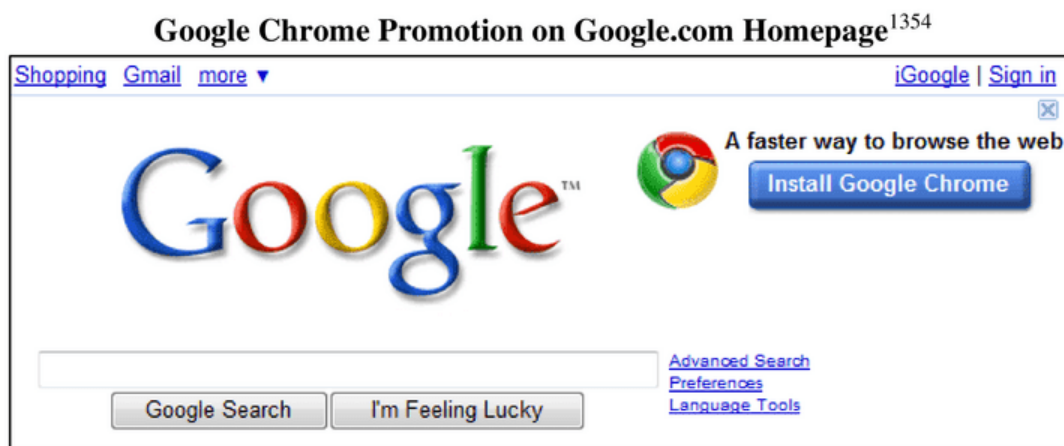 Google Chrome Promotion on Google.com Homepage1354
Shopping Gmail more ▼ iGoogle | Sign in
A faster way to browse the web
Install Google Chrome
Google™
Advanced Search
Preferences
Language Tools
Google Search I'm Feeling Lucky